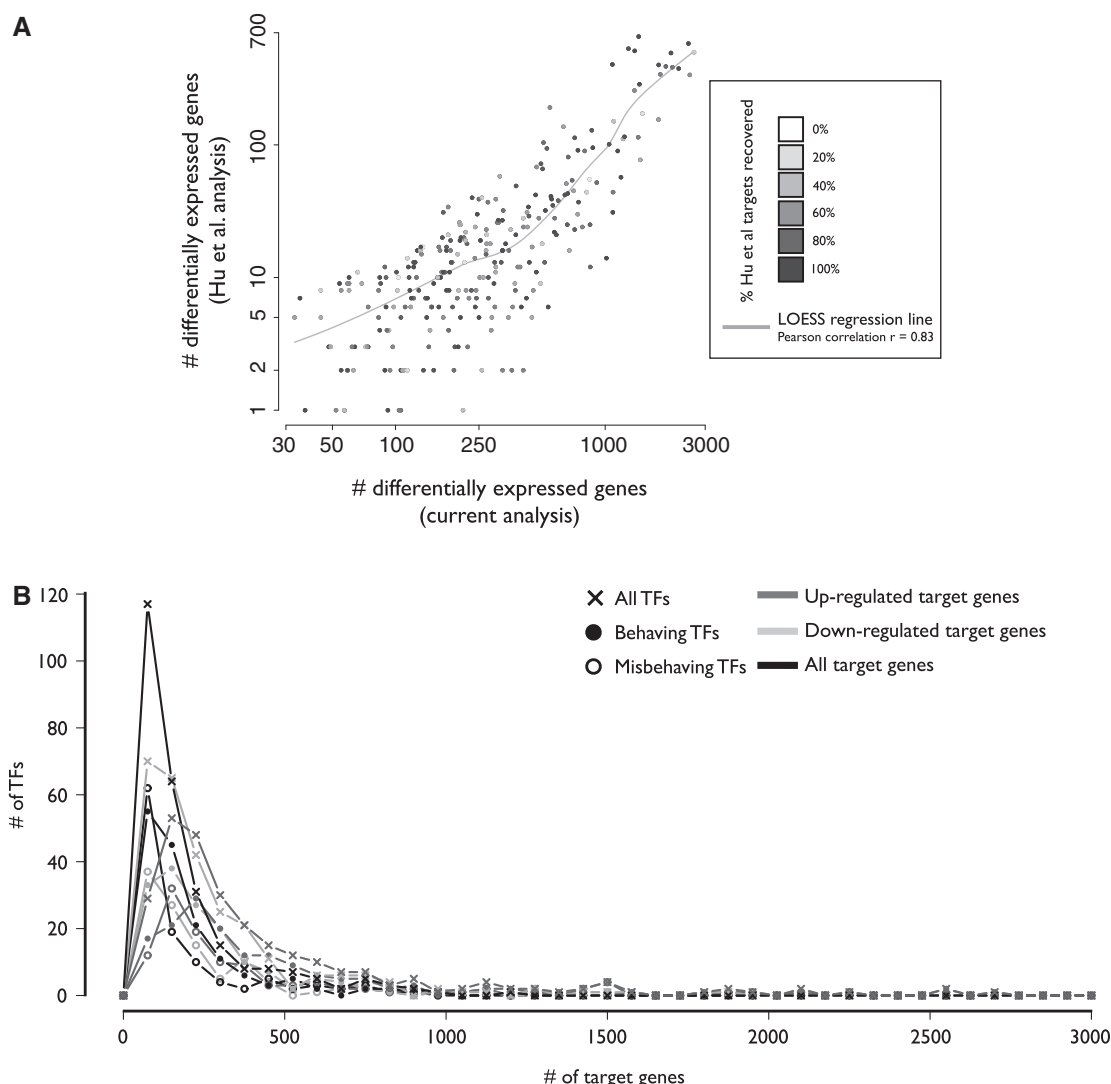 A
# differentially expressed genes
(Hu et al. analysis)
700
100
10
5
2
1
30 50 100 250 1000 3000
# differentially expressed genes
(current analysis)
% Hu et al targets recovered
0%
20%
40%
60%
80%
100%
LOESS regression line
Pearson correlation r = 0.83
B
# of TFs
120
100
80
60
40
20
0
All TFs
Behaving TFs
Misbehaving TFs
Up-regulated target genes
Down-regulated target genes
All target genes
0 500 1000 1500 2000 2500 3000
# of target genes